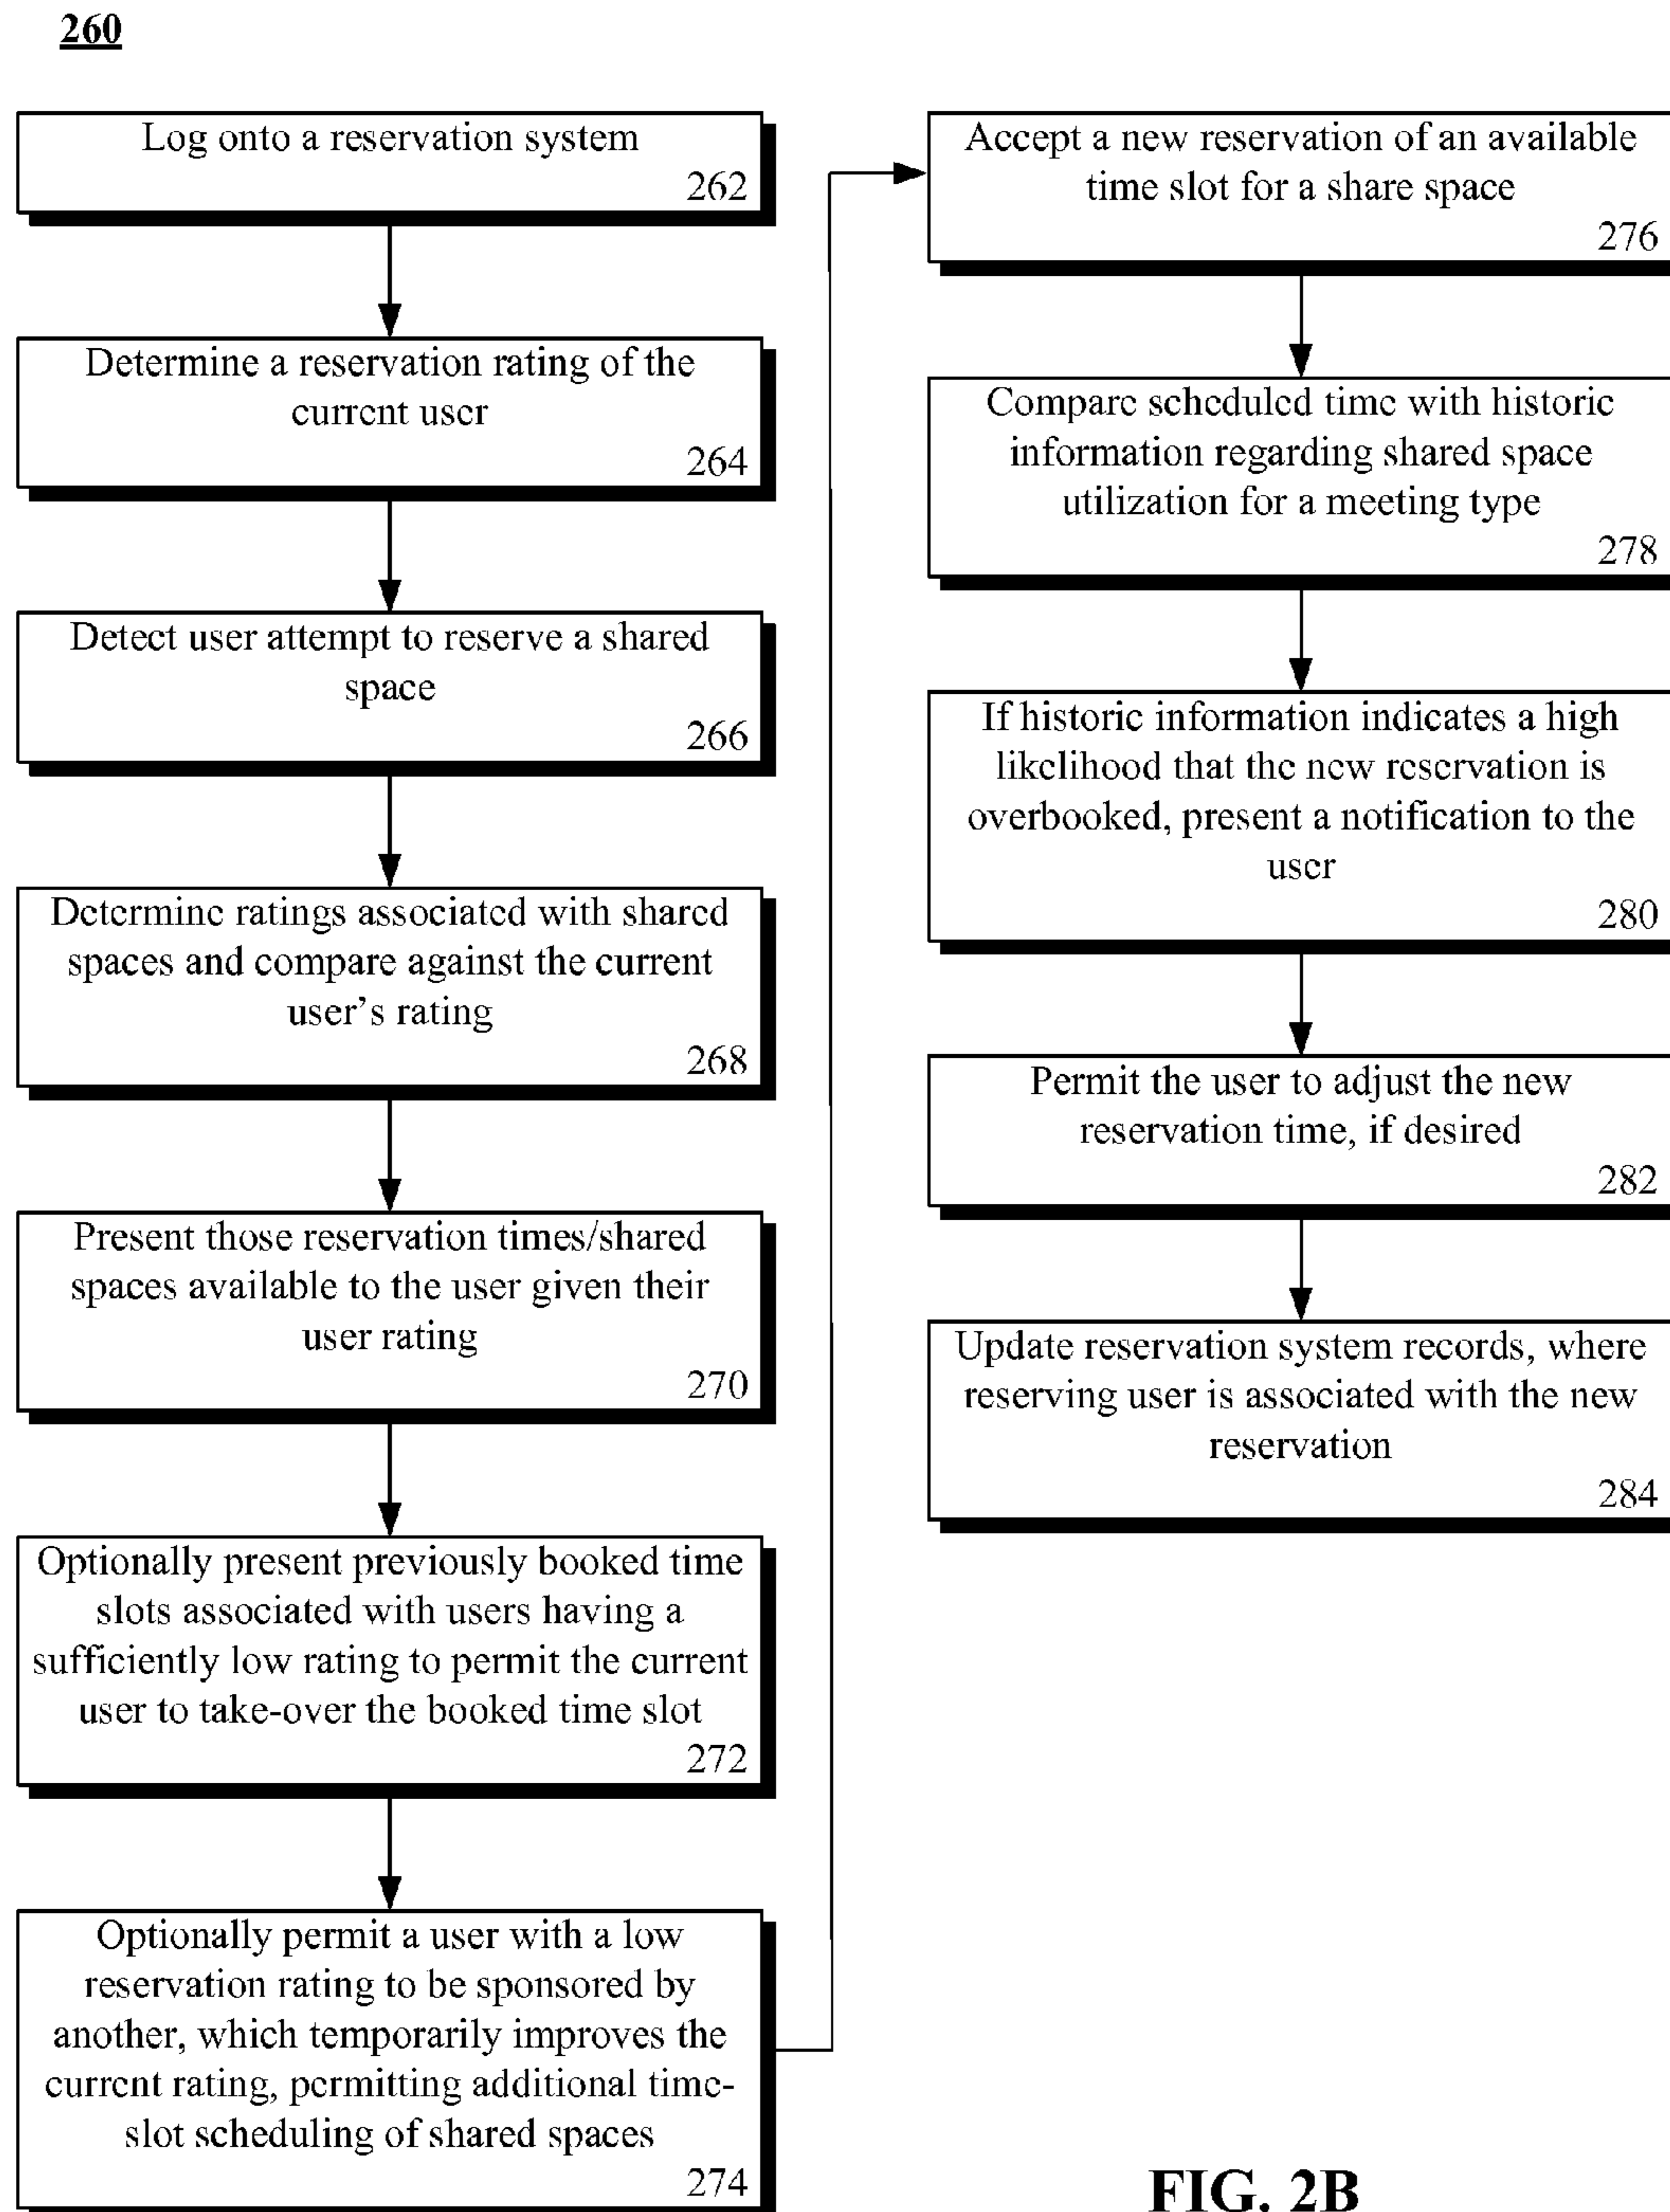 260
Log onto a reservation system
262
Determine a reservation rating of the
current user
264
Detect user attempt to reserve a shared
space
266
Determine ratings associated with shared
spaces and compare against the current
user's rating
268
Present those reservation times/shared
spaces available to the user given their
user rating
270
Optionally present previously booked time
slots associated with users having a
sufficiently low rating to permit the current
user to take-over the booked time slot
272
Optionally permit a user with a low
reservation rating to be sponsored by
another, which temporarily improves the
current rating, permitting additional time-
slot scheduling of shared spaces
274
Accept a new reservation of an available
time slot for a share space
276
Compare scheduled time with historic
information regarding shared space
utilization for a meeting type
278
If historic information indicates a high
likelihood that the new reservation is
overbooked, present a notification to the
user
280
Permit the user to adjust the new
reservation time, if desired
282
Update reservation system records, where
reserving user is associated with the new
reservation
284
FIG. 2B